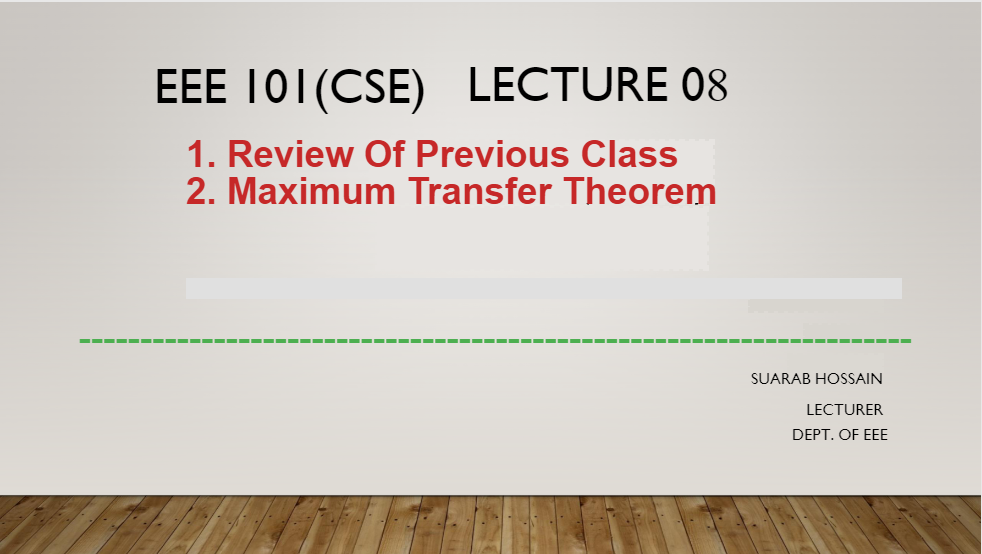 EEE 101(CSE) LECTURE 08
1. Review Of Previous Class
2. Maximum Transfer Theorem
SUARAB HOSSAIN
LECTURER
DEPT. OF EEE